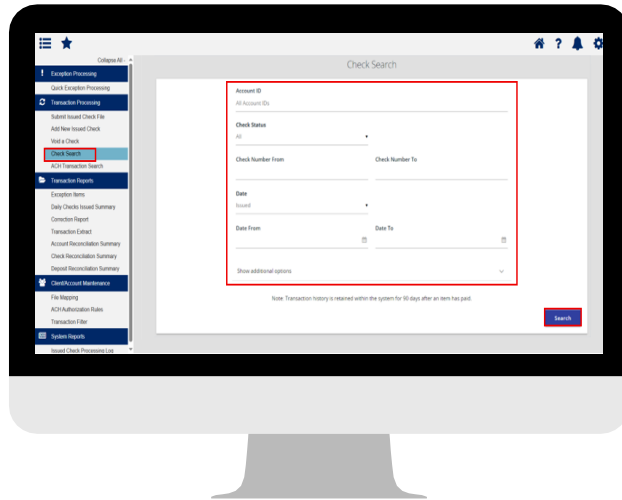 ?
Collapse All -
! Exception Processing
Quick Exception Processing
Transaction Processing
Submit Issued Check File
Add New Issued Check
Void a Check
Check Search
ACH Transaction Search
Transaction Reports
Exception Items
Daily Checks Issued Summary
Correction Report
Transaction Extract
Account Reconciliation Summary
Check Reconciliation Summary
Deposit Reconciliation Summary
Client/Account Maintenance
File Mapping
ACH Authorization Rules
Transaction Filter
System Reports
Issued Check Processing Log
Check Search
Account ID
All Account IDs
Check Status
All
Check Number From Check Number To
Date
Issued
Date From Date To
Show additional options
Note: Transaction history is retained within the system for 90 days after an item has paid.
Search